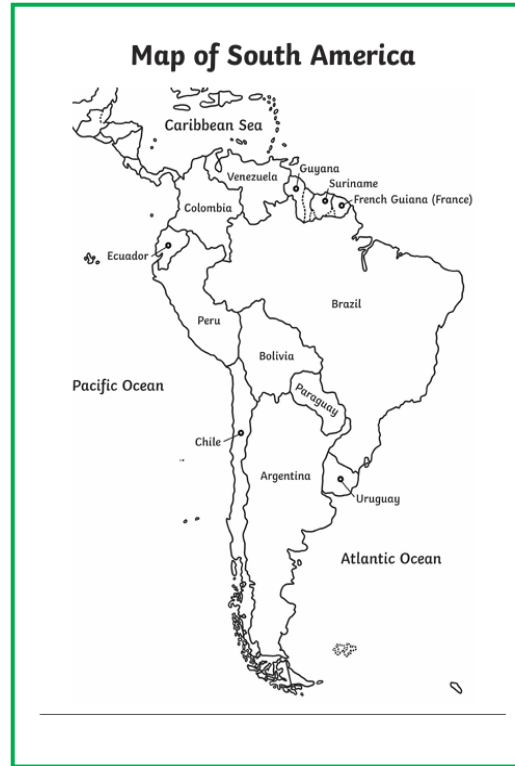 Map of South America
Caribbean Sea
Guyana
Venezuela
Suriname
French Guiana (France)
Colombia
Ecuador
Brazil
Peru
Bolivia
Pacific Ocean
Paraguay
Chile
Argentina
Uruguay
Atlantic Ocean